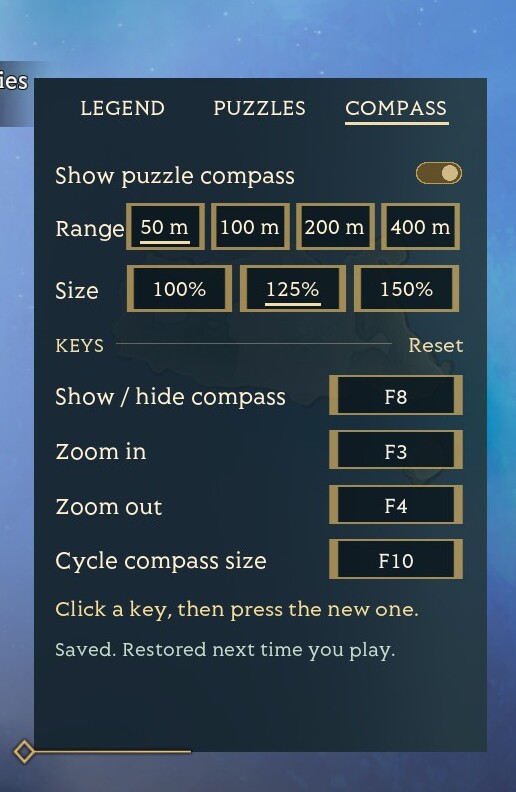 ies
LEGEND PUZZLES COMPASS
Show puzzle compass
Range 50 m 100 m 200 m 400 m
Size 100% 125% 150%
KEYS Reset
Show / hide compass F8
Zoom in F3
Zoom out F4
Cycle compass size F10
Click a key, then press the new one.
Saved. Restored next time you play.